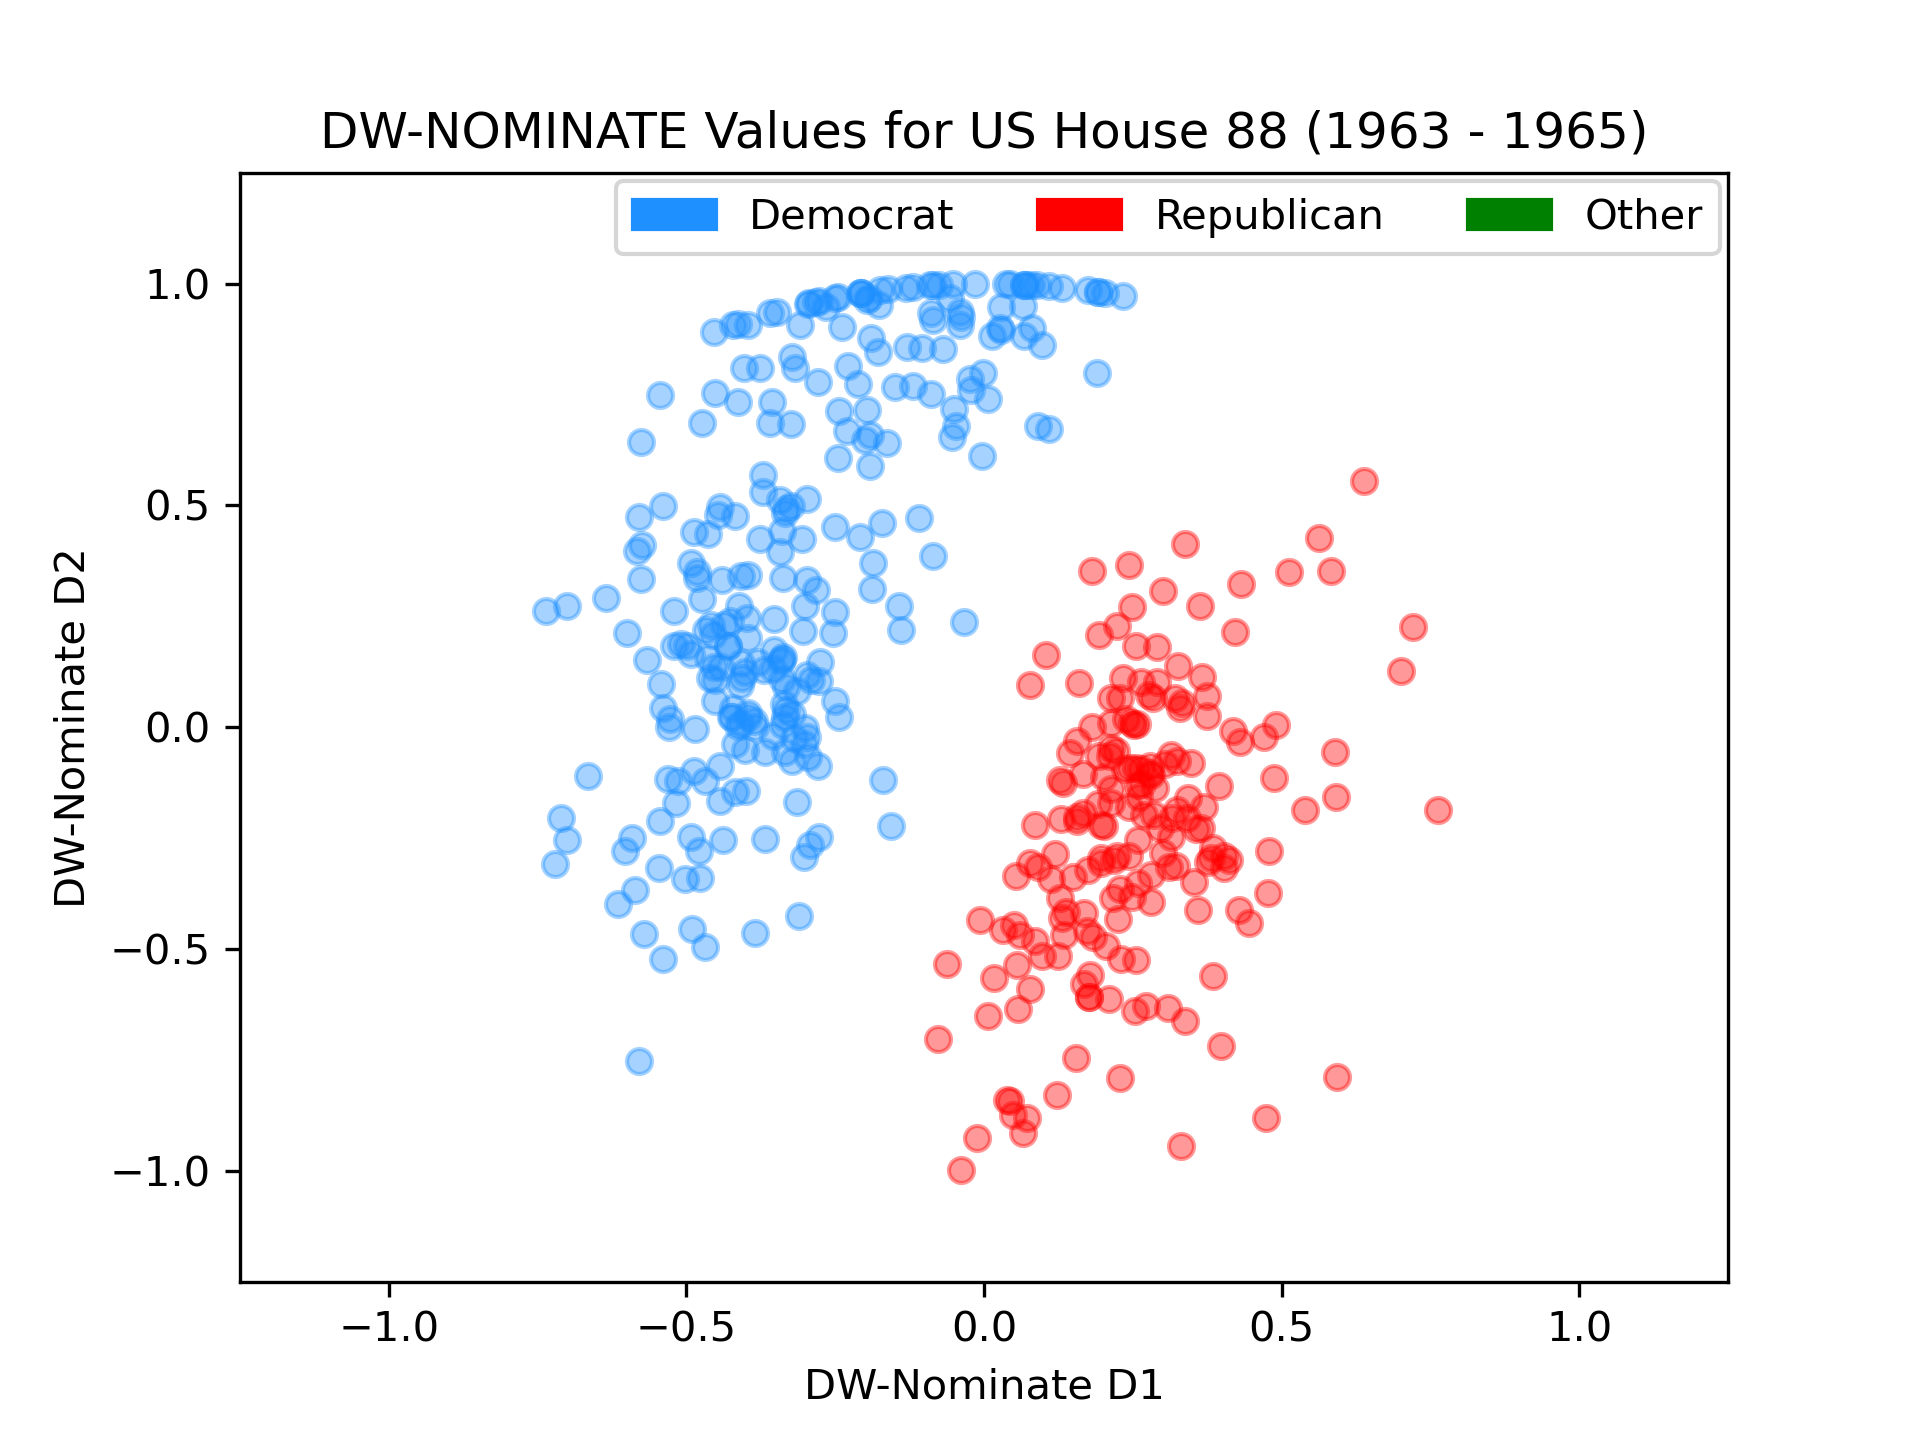 DW-NOMINATE Values for US House 88 (1963 - 1965)
Democrat Republican Other
1.0
0.5
0.0
−0.5
−1.0
DW-Nominate D2
−1.0 −0.5 0.0 0.5 1.0
DW-Nominate D1